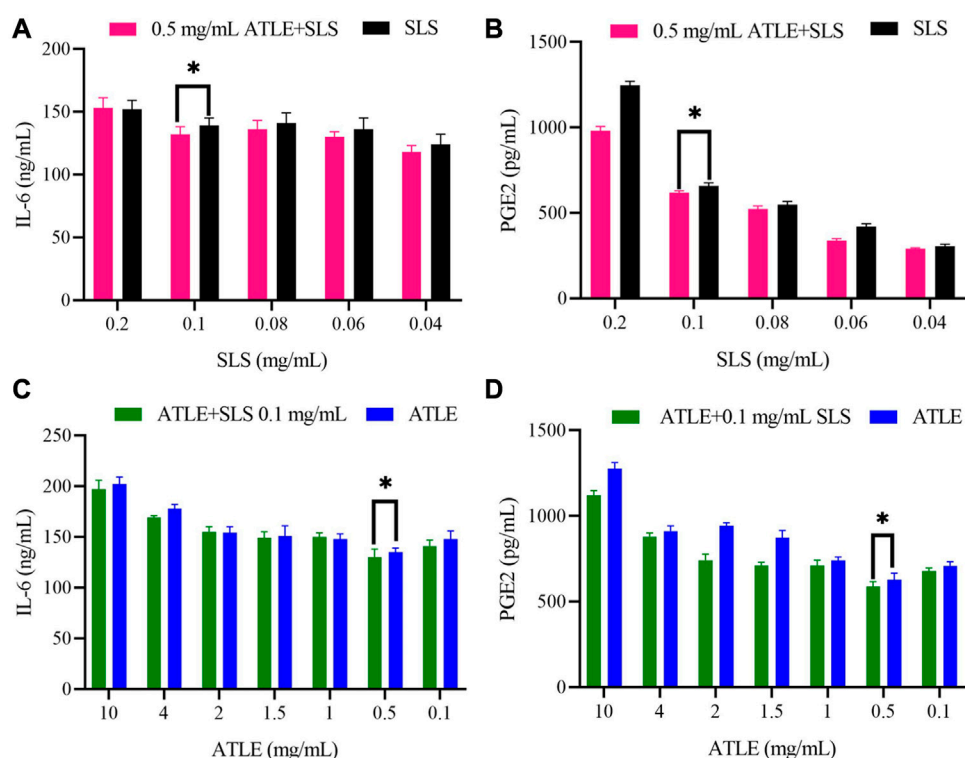 A
0.5 mg/mL ATLE+SLS SLS
200
150
100
50
0
IL-6 (ng/mL)
*
0.2 0.1 0.08 0.06 0.04
SLS (mg/mL)
B
0.5 mg/mL ATLE+SLS SLS
1500
1000
500
0
PGE2 (pg/mL)
*
0.2 0.1 0.08 0.06 0.04
SLS (mg/mL)
C
ATLE+SLS 0.1 mg/mL ATLE
250
200
150
100
50
0
IL-6 (ng/mL)
*
10 4 2 1.5 1 0.5 0.1
ATLE (mg/mL)
D
ATLE+0.1 mg/mL SLS ATLE
1500
1000
500
0
PGE2 (pg/mL)
*
10 4 2 1.5 1 0.5 0.1
ATLE (mg/mL)